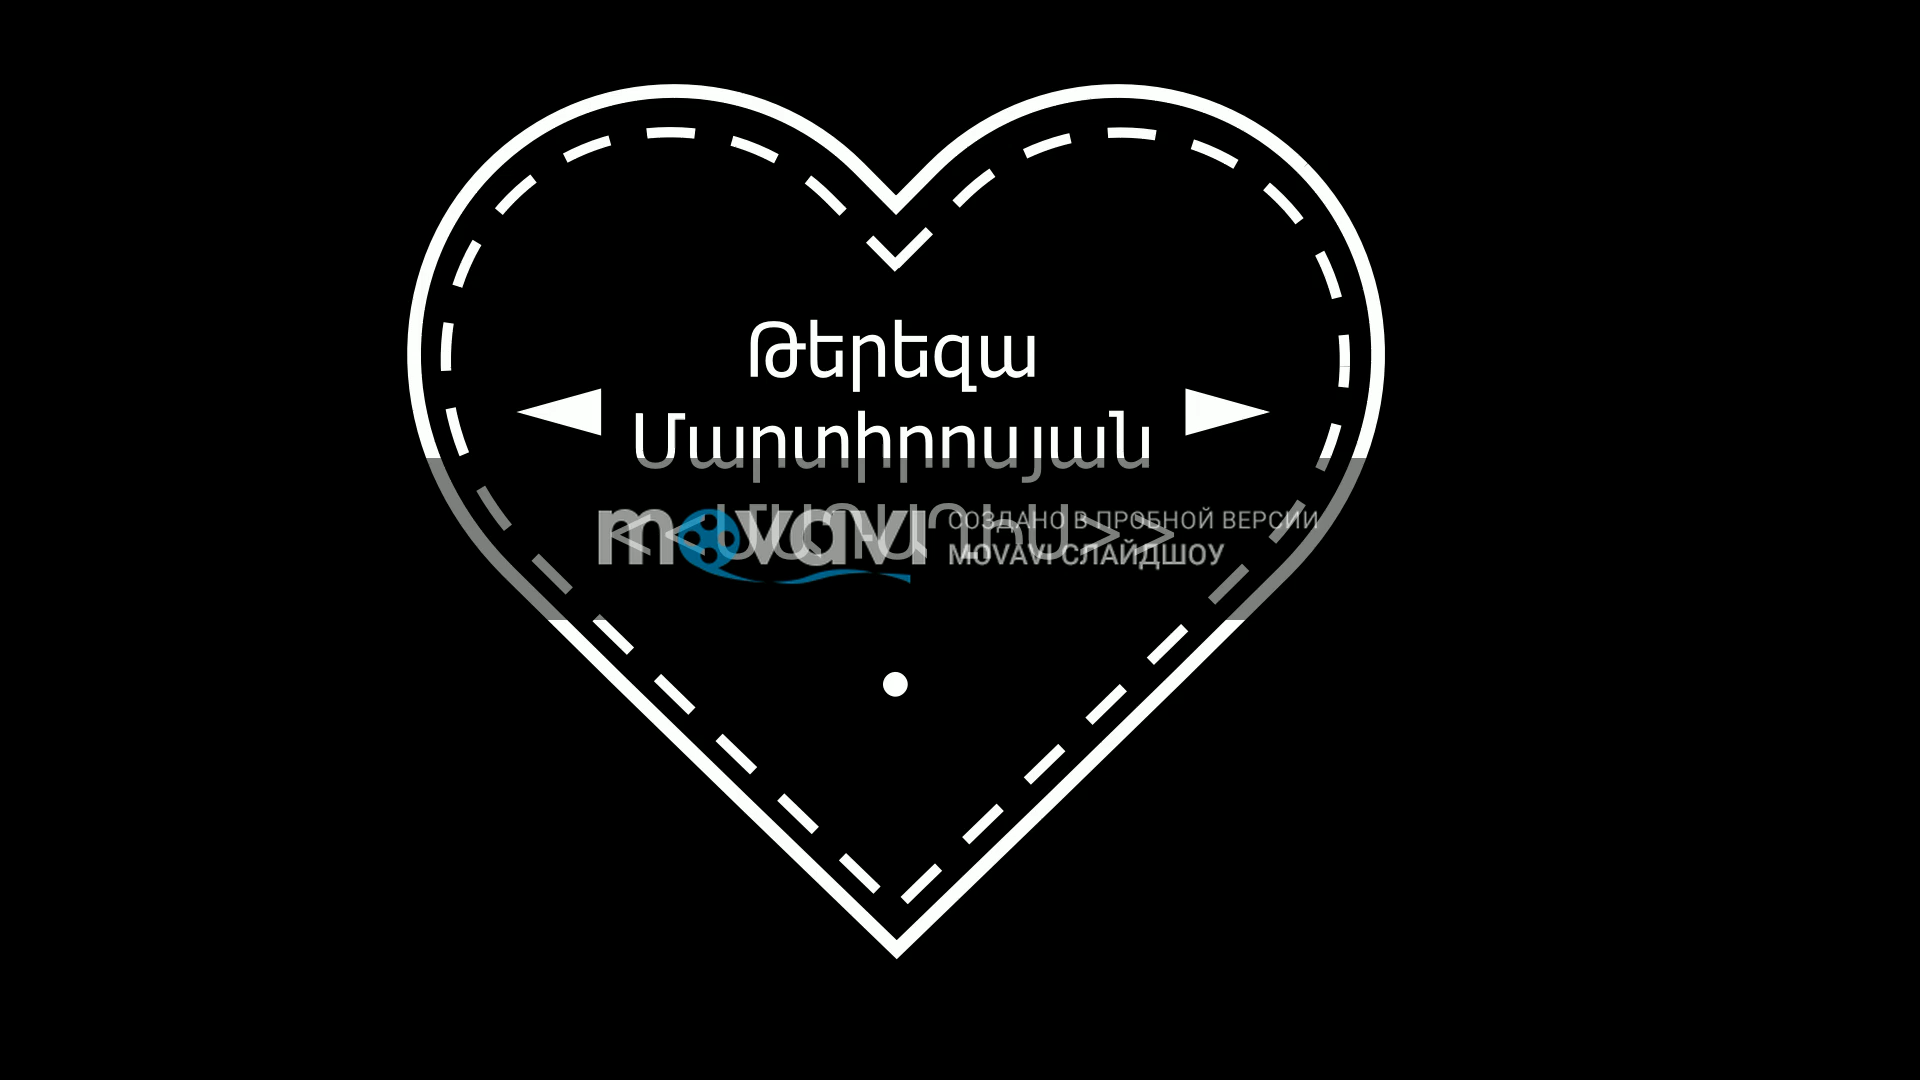 Թերեզա
Մարտիրոսյան
movavi
СОЗДАНО В ПРОБНОЙ ВЕРСИИ
MOVAVI СЛАЙДШОУ